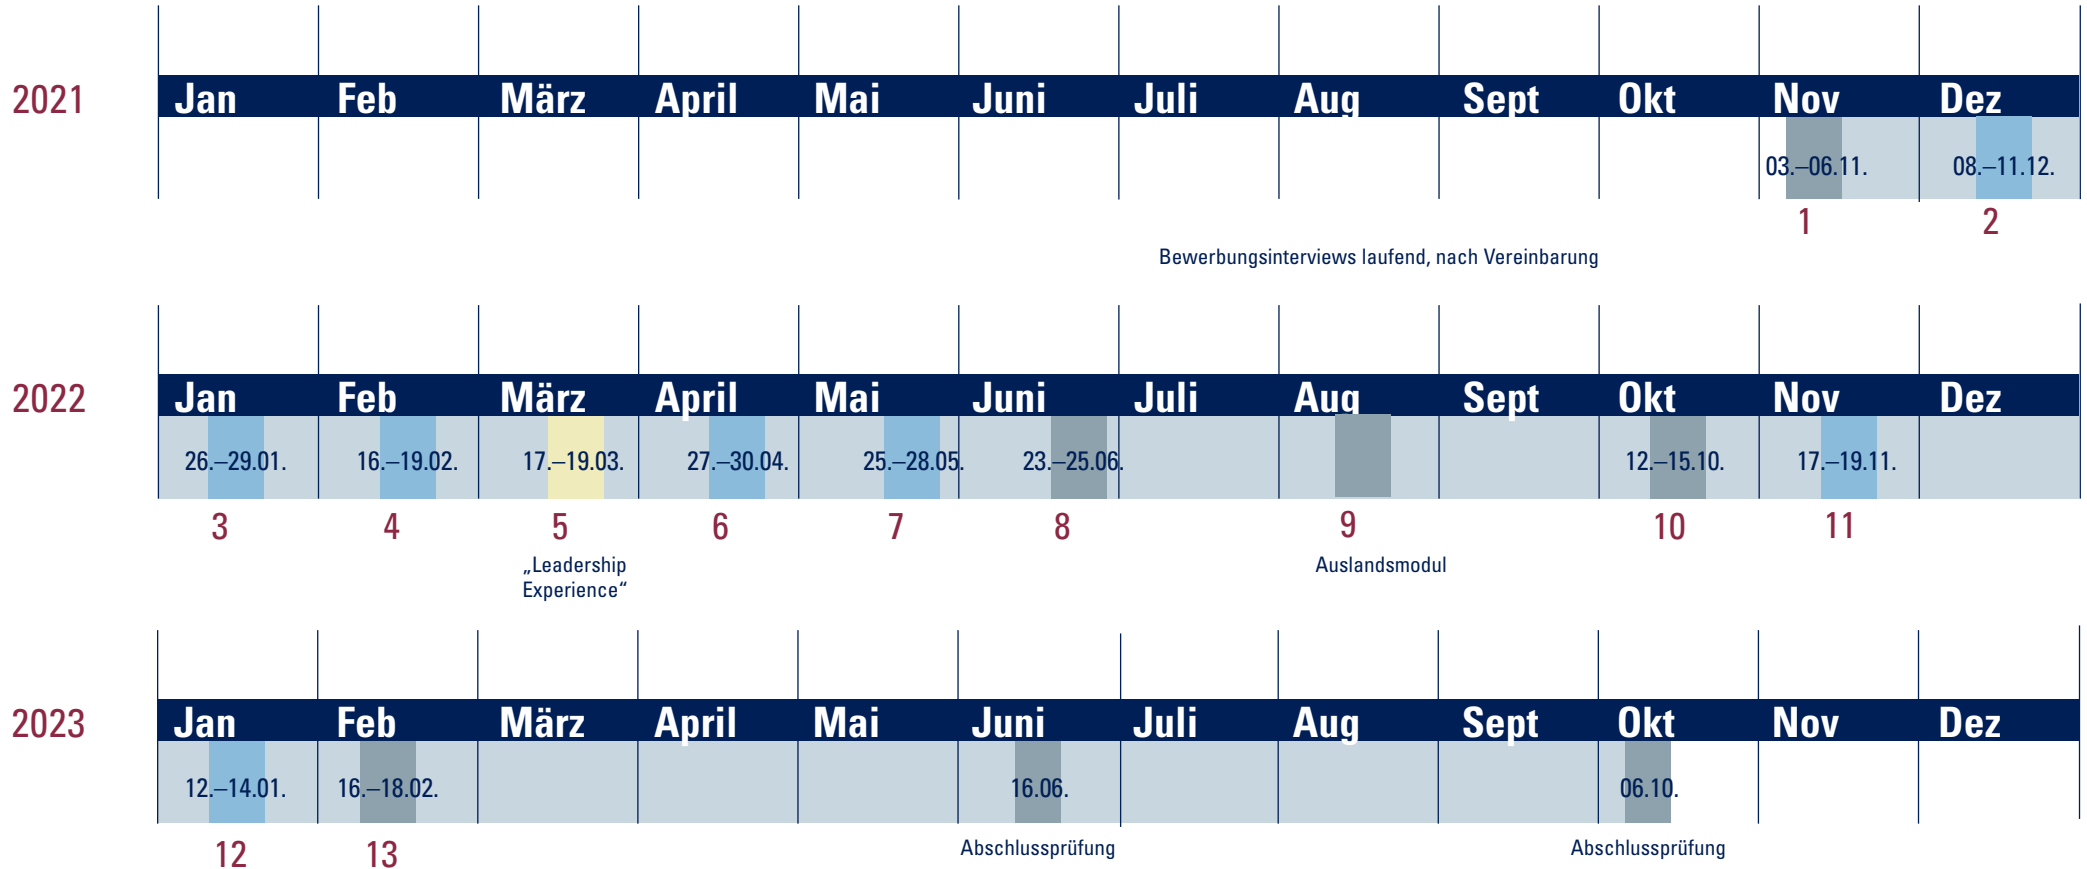 2021
Jan Feb März April Mai Juni Juli Aug Sept Okt Nov Dez
03.–06.11. 08.–11.12.
1 2
Bewerbungsinterviews laufend, nach Vereinbarung
2022
Jan Feb März April Mai Juni Juli Aug Sept Okt Nov Dez
26.–29.01. 16.–19.02. 17.–19.03. 27.–30.04. 25.–28.05. 23.–25.06. 12.–15.10. 17.–19.11.
3 4 5 6 7 8 9 10 11
„Leadership
Experience“
Auslandsmodul
2023
Jan Feb März April Mai Juni Juli Aug Sept Okt Nov Dez
12.–14.01. 16.–18.02. 16.06. 06.10.
12 13
Abschlussprüfung Abschlussprüfung